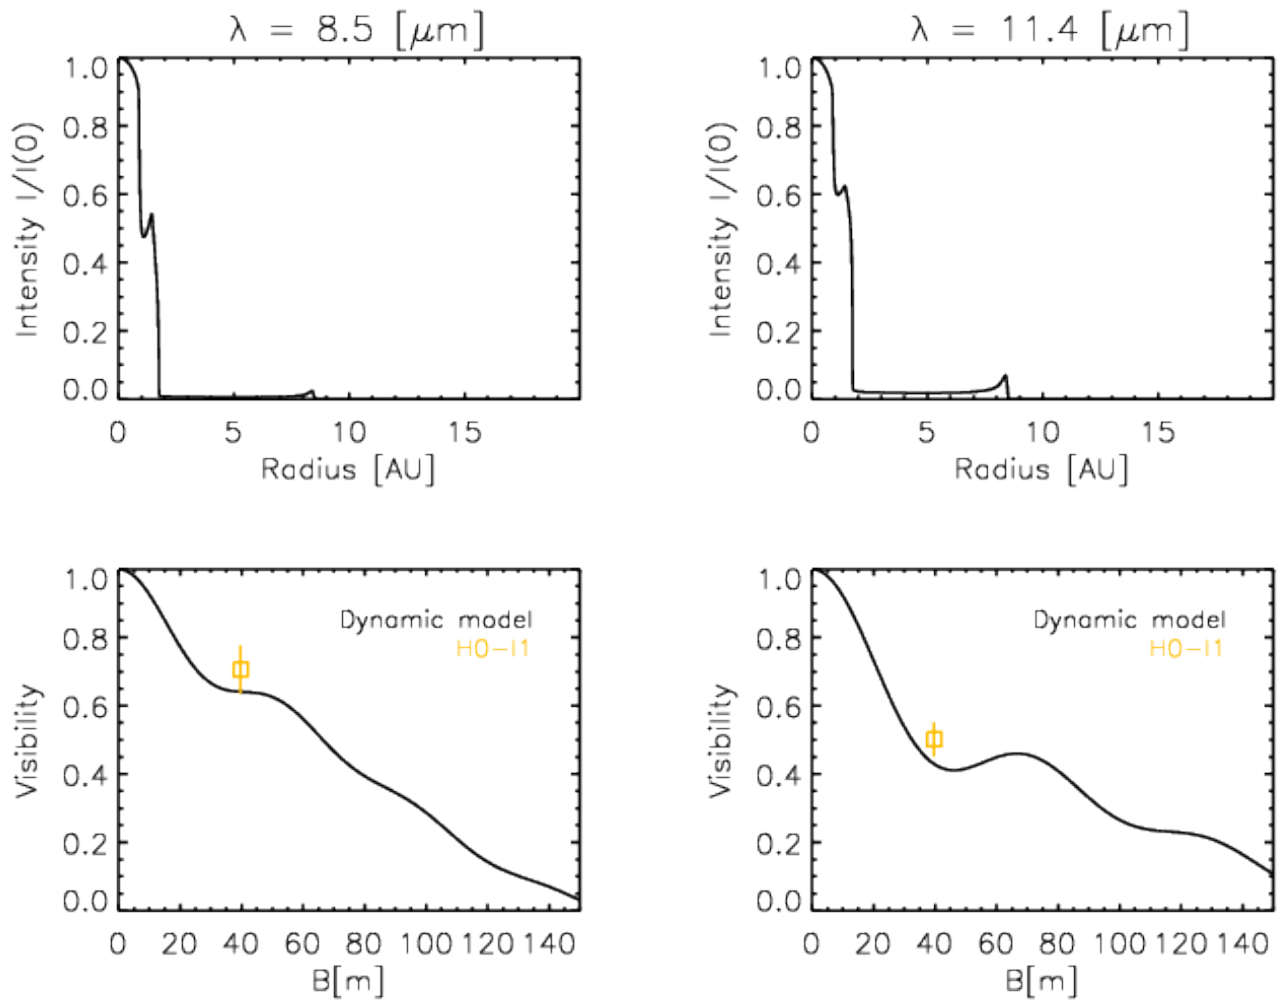 λ = 8.5 [μm]
1.0
0.8
0.6
0.4
0.2
0.0
Intensity I/I(0)
0 5 10 15
Radius [AU]
λ = 11.4 [μm]
1.0
0.8
0.6
0.4
0.2
0.0
Intensity I/I(0)
0 5 10 15
Radius [AU]
1.0
0.8
0.6
0.4
0.2
0.0
Visibility
Dynamic model
H0-I1
0 20 40 60 80 100 120 140
B[m]
1.0
0.8
0.6
0.4
0.2
0.0
Visibility
Dynamic model
H0-I1
0 20 40 60 80 100 120 140
B[m]